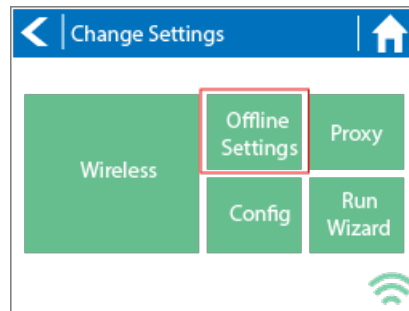 Change Settings
Wireless
Offline
Settings
Proxy
Config
Run
Wizard